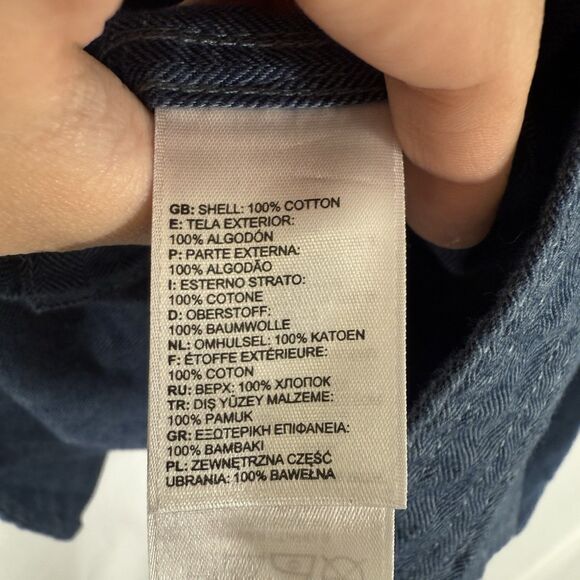 GB: SHELL: 100% COTTON
E: TELA EXTERIOR:
100% ALGODÓN
P: PARTE EXTERNA:
100% ALGODÃO
I: ESTERNO STRATO:
100% COTONE
D: OBERSTOFF:
100% BAUMWOLLE
NL: OMHULSEL: 100% KATOEN
F: ÉTOFFE EXTÉRIEURE:
100% COTON
RU: ВЕРХ: 100% ХЛОПОК
TR: DIŞ YÜZEY MALZEME:
100% PAMUK
GR: ΕΞΩΤΕΡΙΚΗ ΕΠΙΦΑΝΕΙΑ:
100% ΒΑΜΒΑΚΙ
PL: ZEWNĘTRZNA CZĘŚĆ
UBRANIA: 100% BAWEŁNA